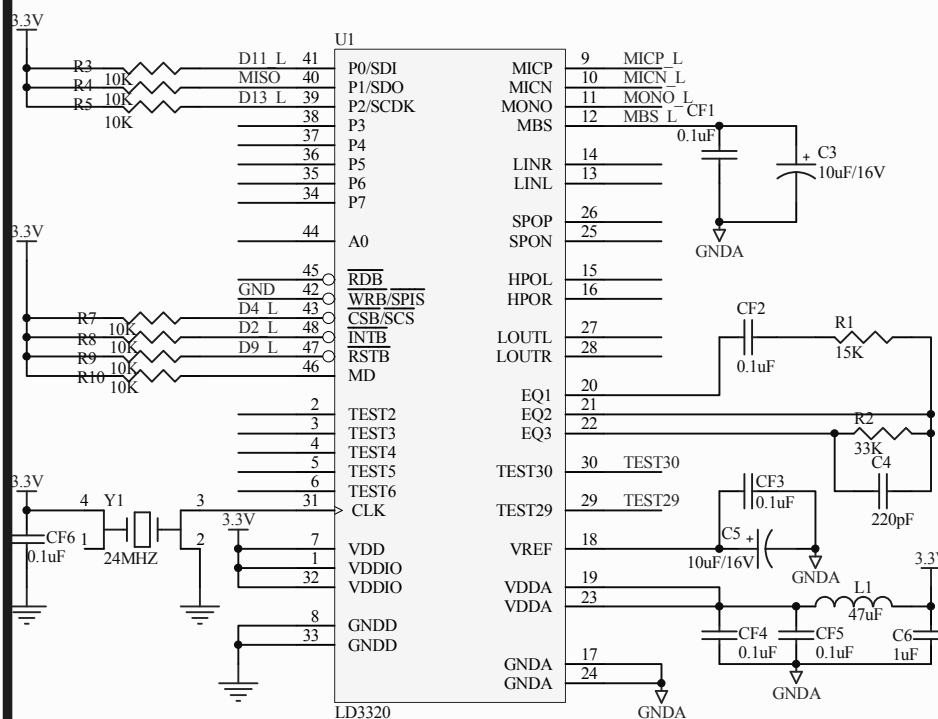 3.3V
R3 10K D11_L 41 P0/SDI
R4 10K MISO 40 P1/SDO
R5 10K D13_L 39 P2/SCDK
38 P3
37 P4
36 P5
35 P6
34 P7
44 A0
3.3V
45 RDB
GND 42 WRB/SPIS
R7 10K D4_L 43 CSB/SCS
R8 10K D2_L 48 INTB
R9 10K D9_L 47 RSTB
R10 10K 46 MD
2 TEST2
3 TEST3
4 TEST4
5 TEST5
6 TEST6
3.3V
31 CLK
4 Y1 3
1 24MHZ 2
CF6
0.1uF
3.3V
7 VDD
1 VDDIO
32 VDDIO
8 GNDD
33 GNDD
U1
LD3320
MICP 9 MICP_L
MICN 10 MICN_L
MONO 11 MONO_L
MBS 12 MBS_L
CF1
0.1uF
C3
+
10uF/16V
GNDA
LINR 14
LINL 13
SPOP 26
SPON 25
HPOL 15
HPOR 16
LOUTL 27
LOUTR 28
CF2
0.1uF
R1
15K
EQ1 20
EQ2 21
EQ3 22
R2
33K
C4
220pF
TEST30 30 TEST30
TEST29 29 TEST29
CF3
0.1uF
VREF 18
C5 +
10uF/16V
GNDA
VDDA 19
VDDA 23
L1
47uF
3.3V
CF4
0.1uF
CF5
0.1uF
C6
1uF
GNDA
GNDA 17
GNDA 24
GNDA